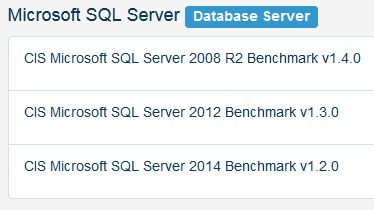 Microsoft SQL Server Database Server
CIS Microsoft SQL Server 2008 R2 Benchmark v1.4.0
CIS Microsoft SQL Server 2012 Benchmark v1.3.0
CIS Microsoft SQL Server 2014 Benchmark v1.2.0